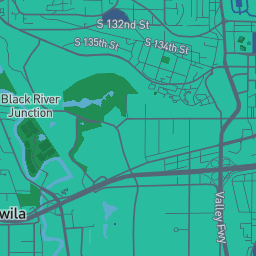 S 132nd St
S 135th St
S 134th St
Black River
Junction
Valley Fwy
wila